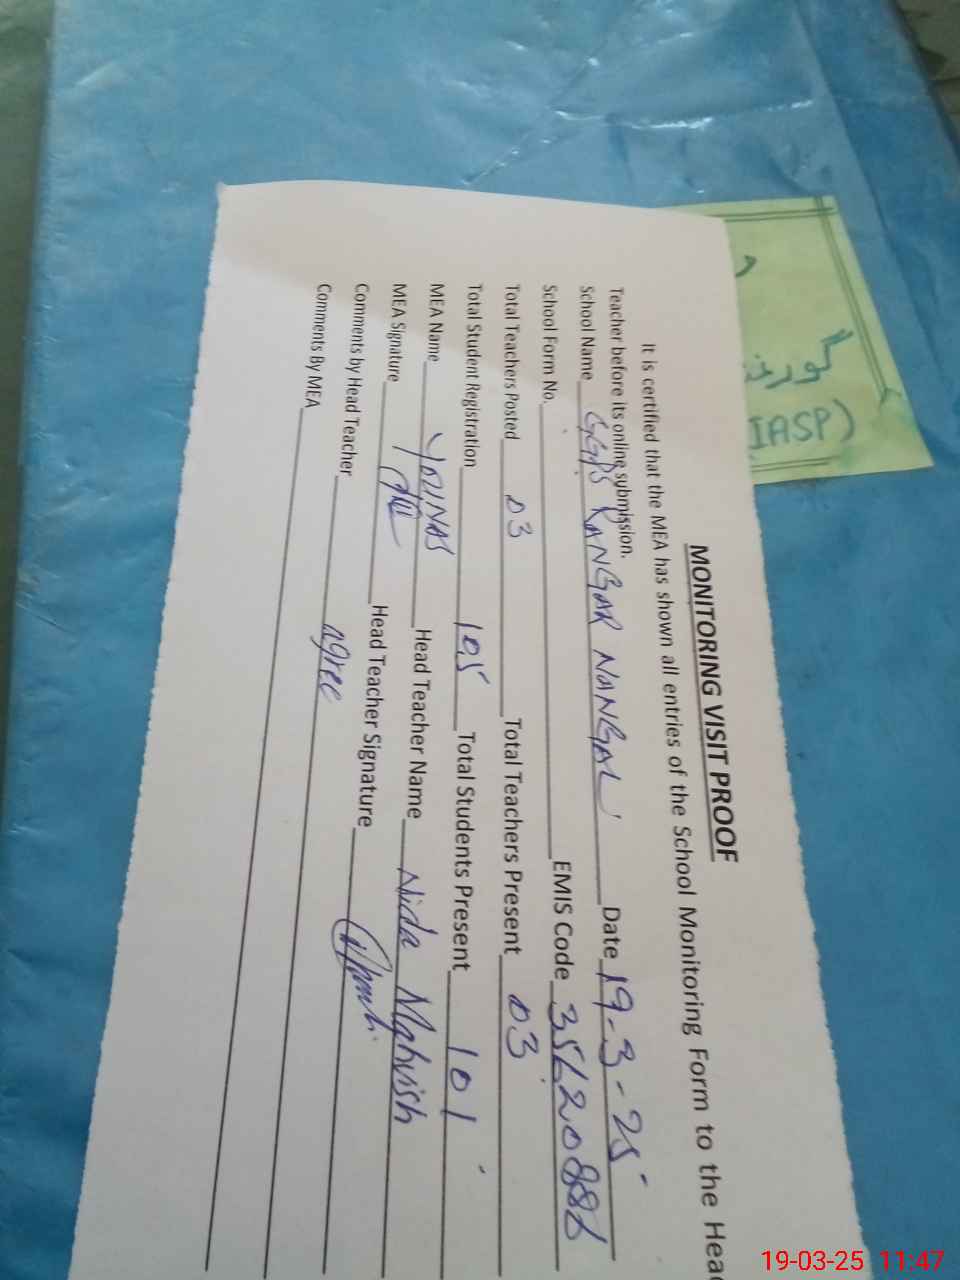 MONITORING VISIT PROOF
It is certified that the MEA has shown all entries of the School Monitoring Form to the Head
Teacher before its online submission.
School Name GGPS RANGAR NANGAL Date 19-3-25
School Form No. EMIS Code
Total Teachers Posted 03 Total Teachers Present 03
Total Student Registration 105 Total Students Present 101
MEA Name YOUNAS Head Teacher Name Nida Mahvish
MEA Signature Head Teacher Signature
Comments by Head Teacher agree
Comments By MEA
IASP)
19-03-25 11:47